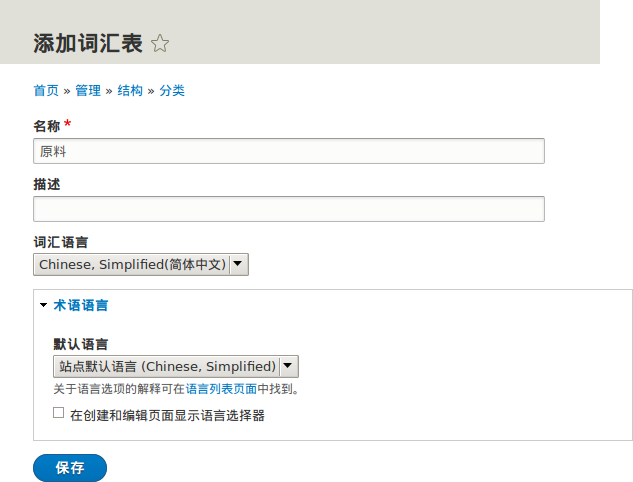 添加词汇表
首页 » 管理 » 结构 » 分类
名称 *
原料
描述
词汇语言
Chinese, Simplified(简体中文)
术语语言
默认语言
站点默认语言 (Chinese, Simplified)
关于语言选项的解释可在语言列表页面中找到。
在创建和编辑页面显示语言选择器
保存